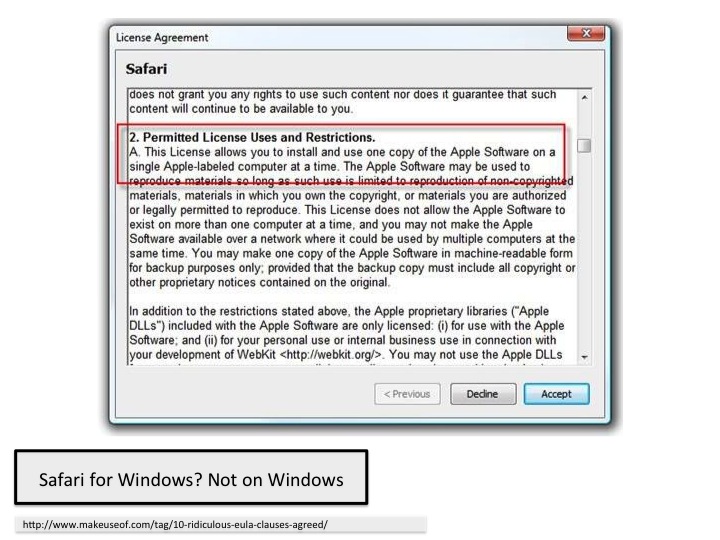 License Agreement
Safari
does not grant you any rights to use such content nor does it guarantee that such
content will continue to be available to you.
2. Permitted License Uses and Restrictions.
A. This License allows you to install and use one copy of the Apple Software on a
single Apple-labeled computer at a time. The Apple Software may be used to
reproduce materials so long as such use is limited to reproduction of non-copyrighted
materials, materials in which you own the copyright, or materials you are authorized
or legally permitted to reproduce. This License does not allow the Apple Software to
exist on more than one computer at a time, and you may not make the Apple
Software available over a network where it could be used by multiple computers at the
same time. You may make one copy of the Apple Software in machine-readable form
for backup purposes only; provided that the backup copy must include all copyright or
other proprietary notices contained on the original.
In addition to the restrictions stated above, the Apple proprietary libraries ("Apple
DLLs") included with the Apple Software are only licensed: (i) for use with the Apple
Software; and (ii) for your personal use or internal business use in connection with
your development of WebKit <http://webkit.org/>. You may not use the Apple DLLs
< Previous
Decline
Accept
Safari for Windows? Not on Windows
http://www.makeuseof.com/tag/10-ridiculous-eula-clauses-agreed/